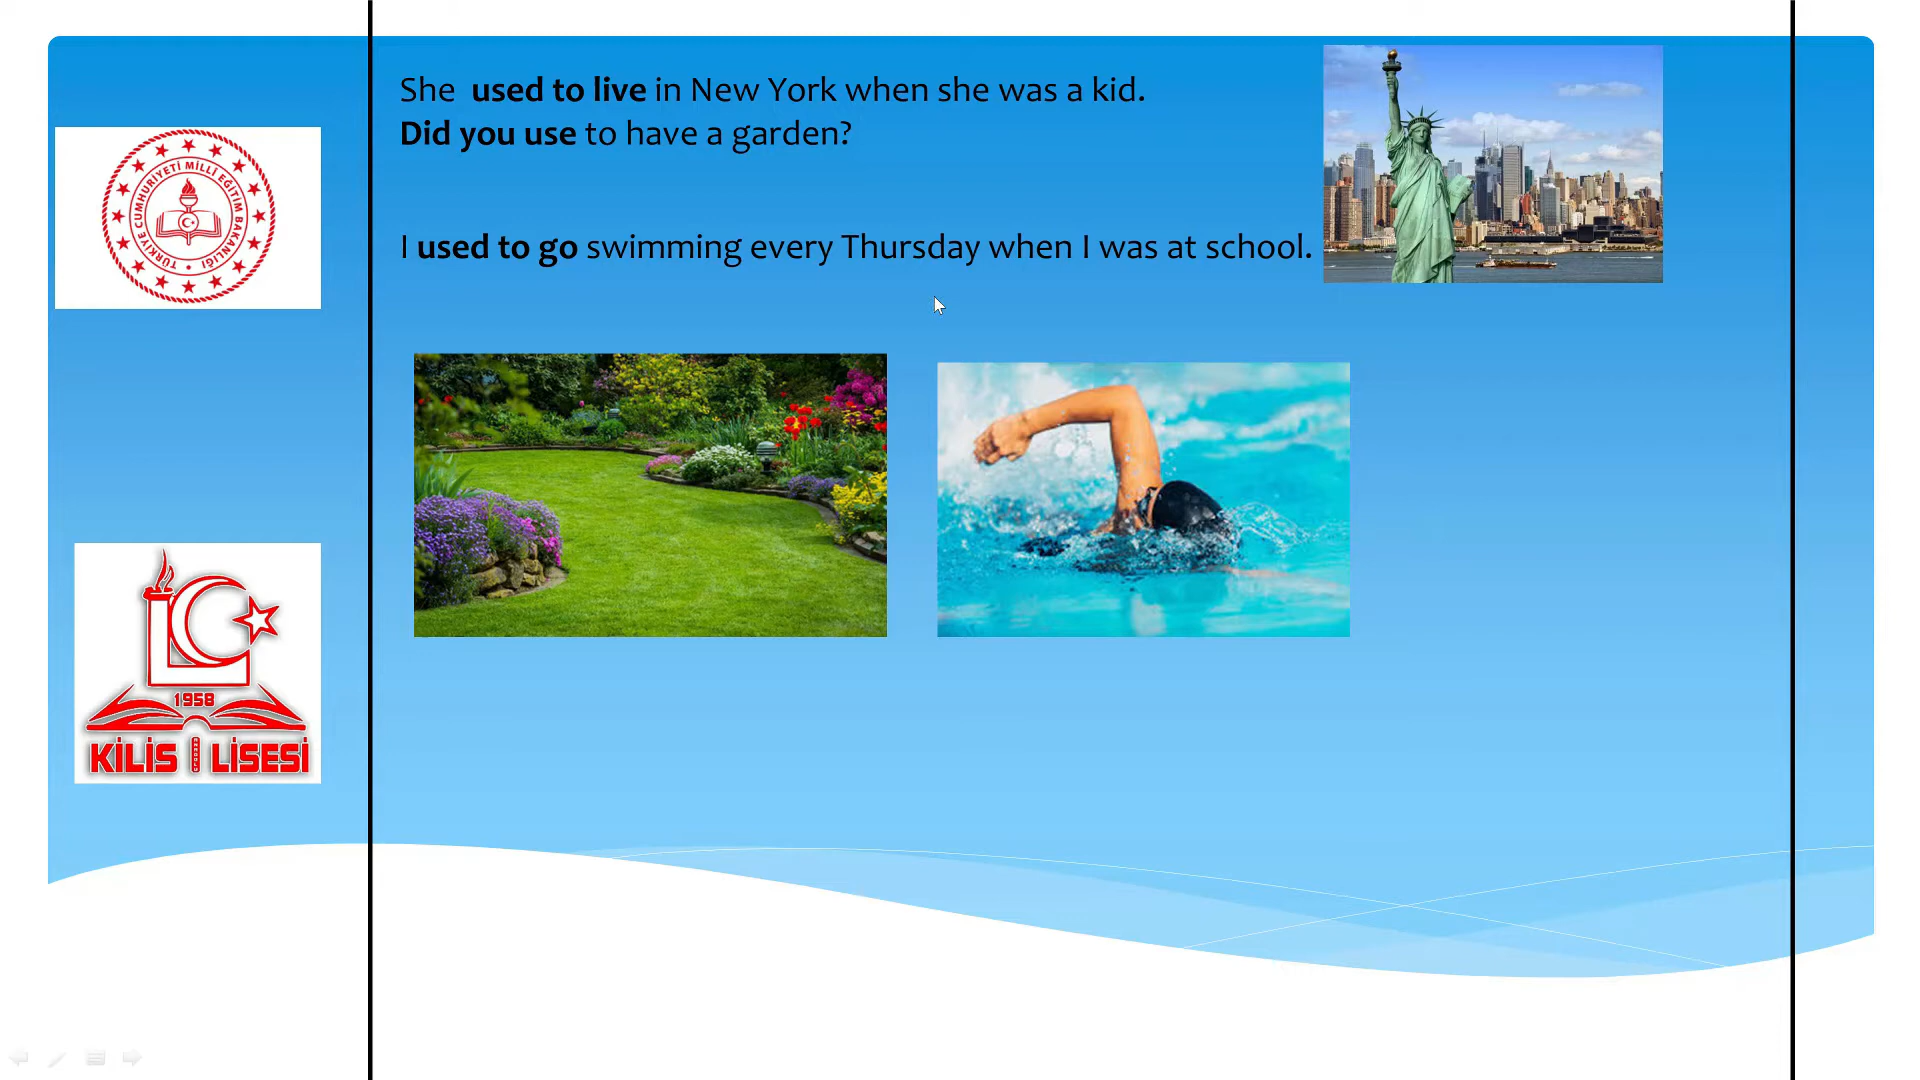 She used to live in New York when she was a kid.
Did you use to have a garden?
I used to go swimming every Thursday when I was at school.
TÜRKİYE CUMHURİYETİ MİLLÎ EĞİTİM BAKANLIĞI
1958
KİLİS ANADOLU LİSESİ